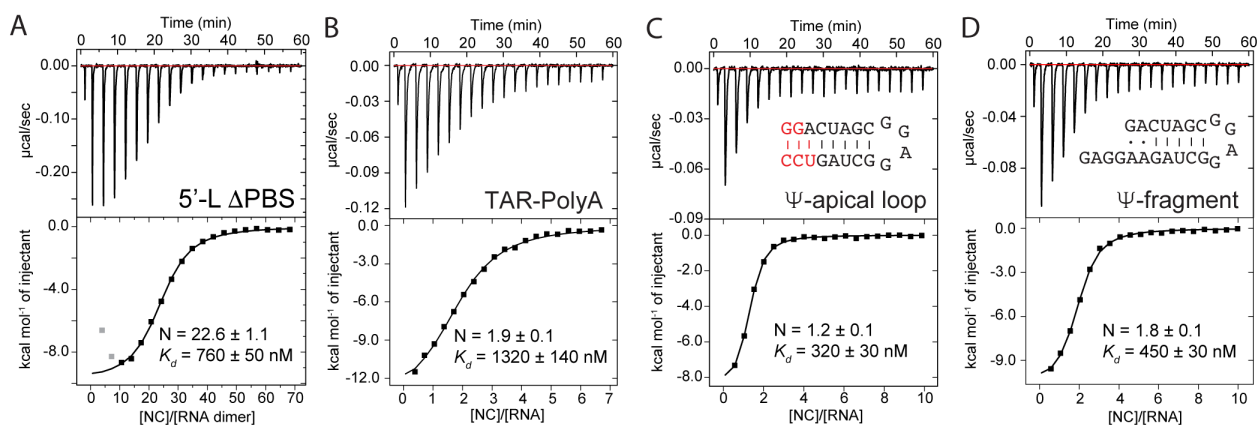 A
Time (min)
0 10 20 30 40 50 60
0.00
-0.10
-0.20
µcal/sec
5’-L ΔPBS
0.0
-4.0
-8.0
kcal mol⁻¹ of injectant
N = 22.6 ± 1.1
K_d = 760 ± 50 nM
0 10 20 30 40 50 60 70
[NC]/[RNA dimer]
B
Time (min)
0 10 20 30 40 50 60
0.00
-0.03
-0.06
-0.09
-0.12
µcal/sec
TAR-PolyA
0.0
-3.0
-6.0
-9.0
-12.0
kcal mol⁻¹ of injectant
N = 1.9 ± 0.1
K_d = 1320 ± 140 nM
0 1 2 3 4 5 6 7
[NC]/[RNA]
C
Time (min)
0 10 20 30 40 50 60
0.00
-0.03
-0.06
-0.09
µcal/sec
GGACUAGC G
G
A
CCUGAUCG G
Ψ-apical loop
0.0
-2.0
-4.0
-6.0
-8.0
kcal mol⁻¹ of injectant
N = 1.2 ± 0.1
K_d = 320 ± 30 nM
0 2 4 6 8 10
[NC]/[RNA]
D
Time (min)
0 10 20 30 40 50 60
0.00
-0.04
-0.08
µcal/sec
GACUAGC G
G
A
GAGGAAGAUCG G
Ψ-fragment
0.0
-3.0
-6.0
-9.0
kcal mol⁻¹ of injectant
N = 1.8 ± 0.1
K_d = 450 ± 30 nM
0 2 4 6 8 10
[NC]/[RNA]